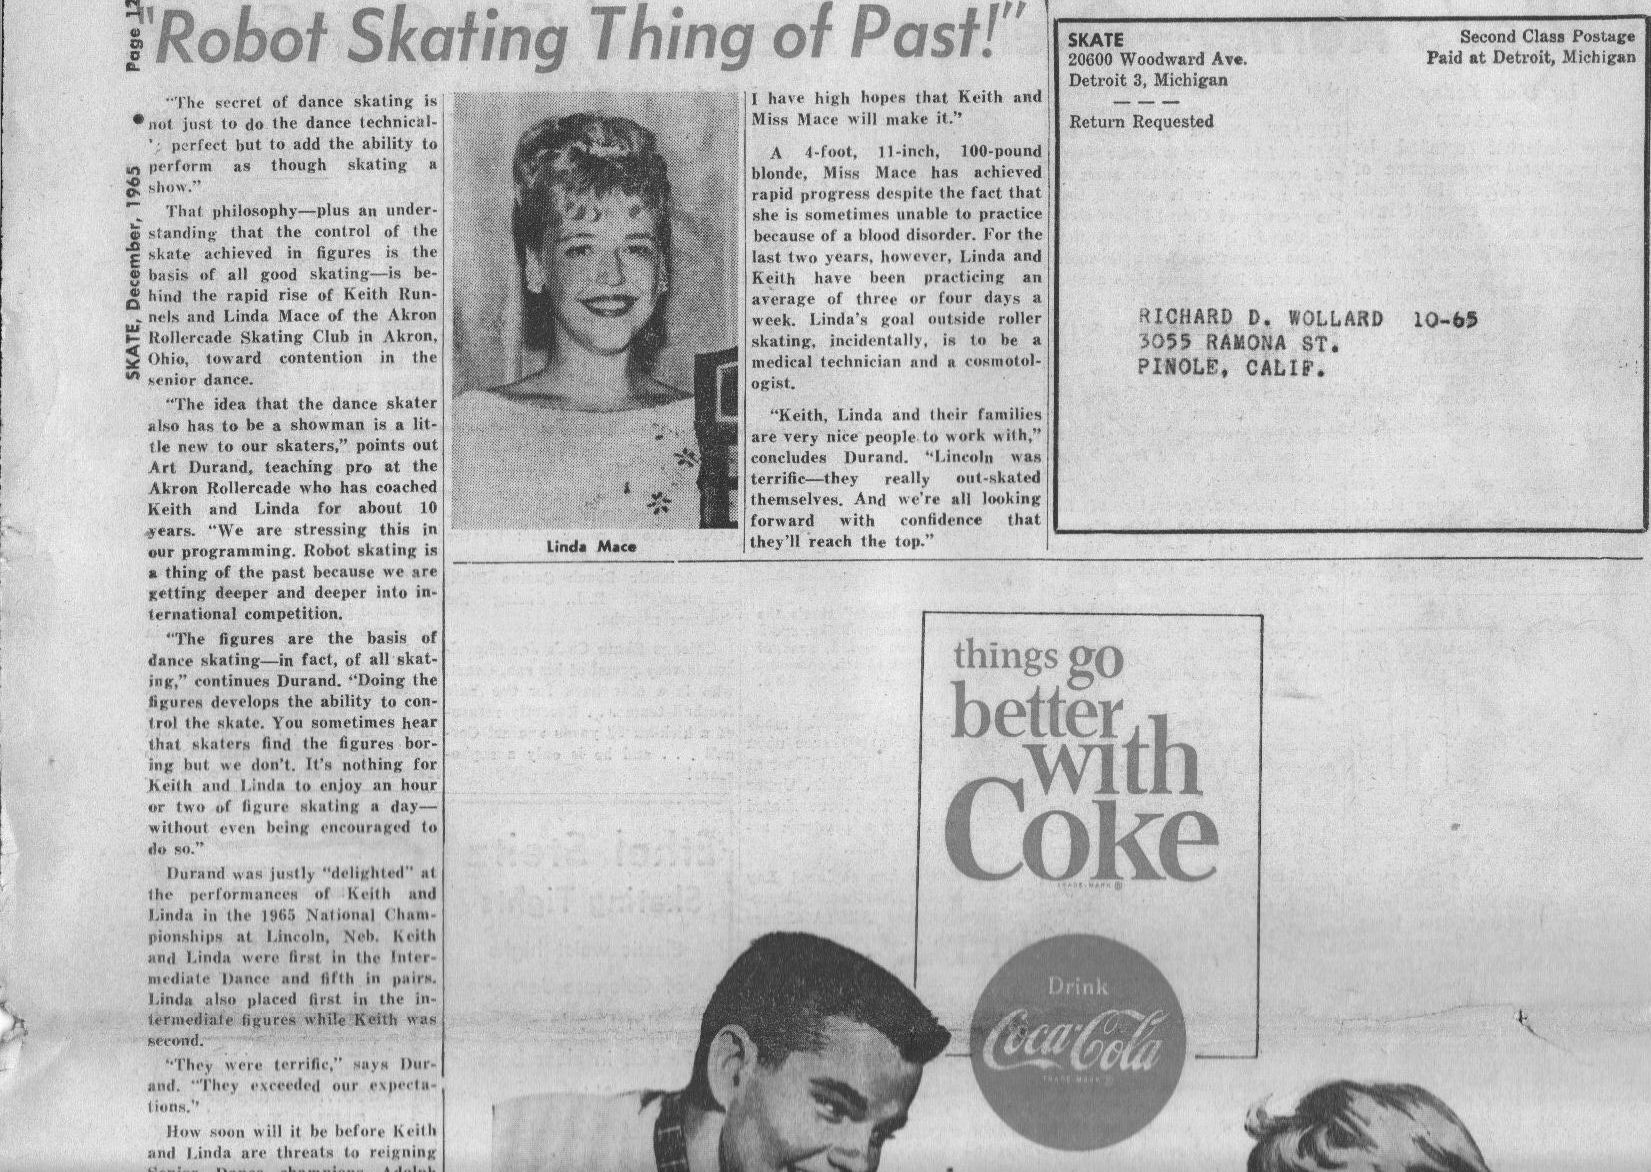 Page 12
SKATE, December, 1965
"Robot Skating Thing of Past!"
"The secret of dance skating is
not just to do the dance technical-
perfect but to add the ability to
perform as though skating a
show."
That philosophy—plus an under-
standing that the control of the
skate achieved in figures is the
basis of all good skating—is be-
hind the rapid rise of Keith Run-
nels and Linda Mace of the Akron
Rollercade Skating Club in Akron,
Ohio, toward contention in the
senior dance.
"The idea that the dance skater
also has to be a showman is a lit-
tle new to our skaters," points out
Art Durand, teaching pro at the
Akron Rollercade who has coached
Keith and Linda for about 10
years. "We are stressing this in
our programming. Robot skating is
a thing of the past because we are
getting deeper and deeper into in-
ternational competition.
"The figures are the basis of
dance skating—in fact, of all skat-
ing," continues Durand. "Doing the
figures develops the ability to con-
trol the skate. You sometimes hear
that skaters find the figures bor-
ing but we don't. It's nothing for
Keith and Linda to enjoy an hour
or two of figure skating a day—
without even being encouraged to
do so."
Durand was justly "delighted" at
the performances of Keith and
Linda in the 1965 National Cham-
pionships at Lincoln, Neb. Keith
and Linda were first in the Inter-
mediate Dance and fifth in pairs.
Linda also placed first in the in-
termediate figures while Keith was
second.
"They were terrific," says Dur-
and. "They exceeded our expecta-
tions."
How soon will it be before Keith
and Linda are threats to reigning
Linda Mace
I have high hopes that Keith and
Miss Mace will make it."
A 4-foot, 11-inch, 100-pound
blonde, Miss Mace has achieved
rapid progress despite the fact that
she is sometimes unable to practice
because of a blood disorder. For the
last two years, however, Linda and
Keith have been practicing an
average of three or four days a
week. Linda's goal outside roller
skating, incidentally, is to be a
medical technician and a cosmotol-
ogist.
"Keith, Linda and their families
are very nice people to work with,"
concludes Durand. "Lincoln was
terrific—they really out-skated
themselves. And we're all looking
forward with confidence that
they'll reach the top."
SKATE
20600 Woodward Ave.
Detroit 3, Michigan
— — —
Return Requested
Second Class Postage
Paid at Detroit, Michigan
RICHARD D. WOLLARD 10-65
3055 RAMONA ST.
PINOLE, CALIF.
things go
better
with
Coke
TRADE-MARK ®
Drink
Coca-Cola
TRADE MARK ®